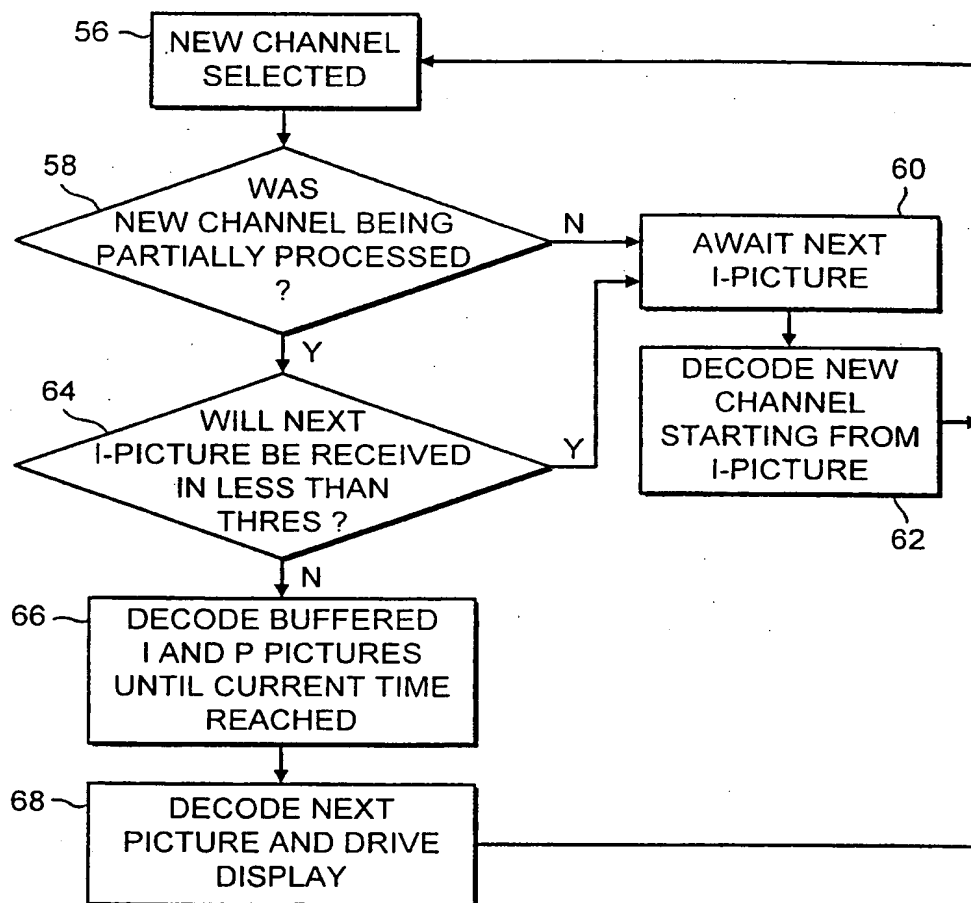 56
NEW CHANNEL
SELECTED
58
WAS
NEW CHANNEL BEING
PARTIALLY PROCESSED
?
N
Y
60
AWAIT NEXT
I-PICTURE
DECODE NEW
CHANNEL
STARTING FROM
I-PICTURE
62
64
WILL NEXT
I-PICTURE BE RECEIVED
IN LESS THAN
THRES ?
Y
N
66
DECODE BUFFERED
I AND P PICTURES
UNTIL CURRENT TIME
REACHED
68
DECODE NEXT
PICTURE AND DRIVE
DISPLAY